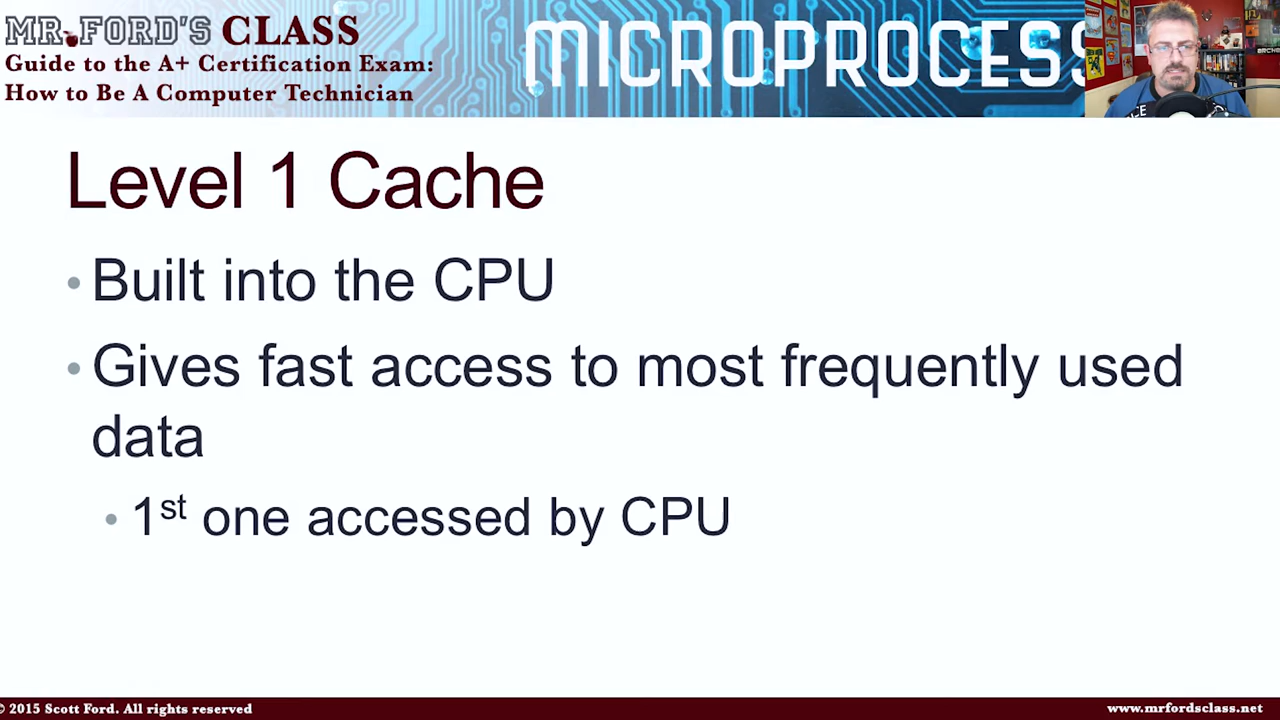 MR. FORD'S CLASS
Guide to the A+ Certification Exam:
How to Be A Computer Technician
MICROPROCESS
Level 1 Cache
• Built into the CPU
• Gives fast access to most frequently used
data
• 1st one accessed by CPU
© 2015 Scott Ford. All rights reserved
www.mrfordsclass.net